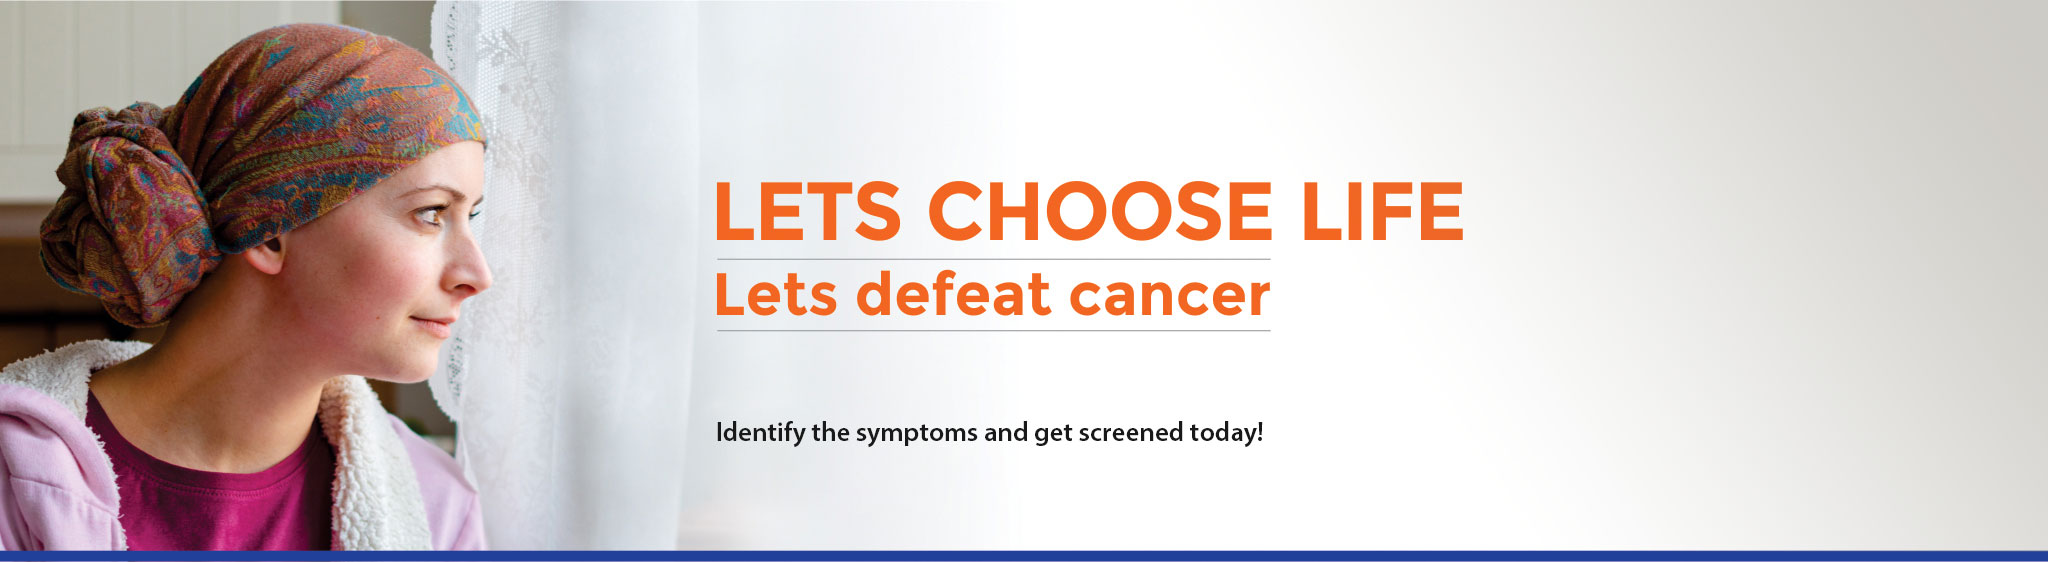 LETS CHOOSE LIFE
Lets defeat cancer
Identify the symptoms and get screened today!